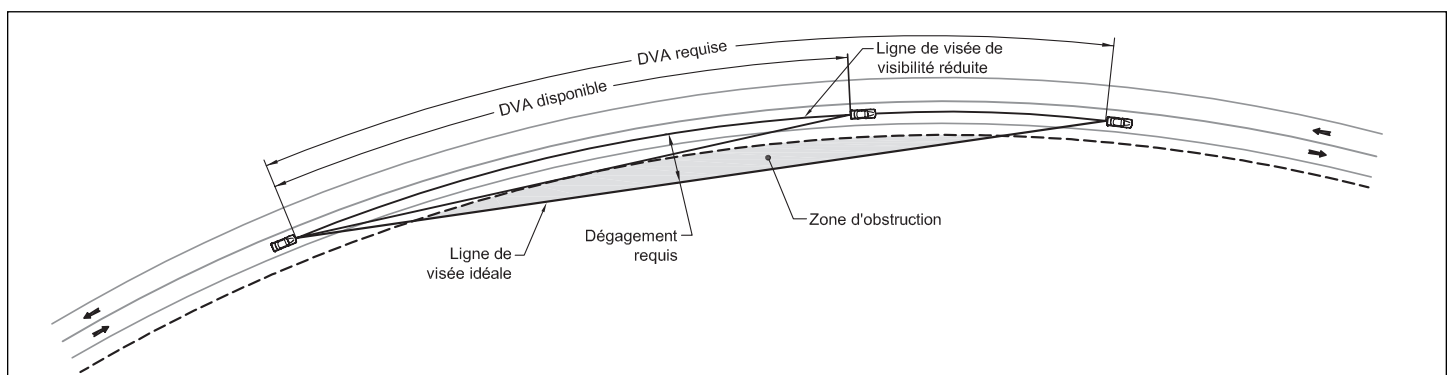 DVA requise
DVA disponible
Ligne de visée de
visibilité réduite
Zone d'obstruction
Dégagement
requis
Ligne de
visée idéale